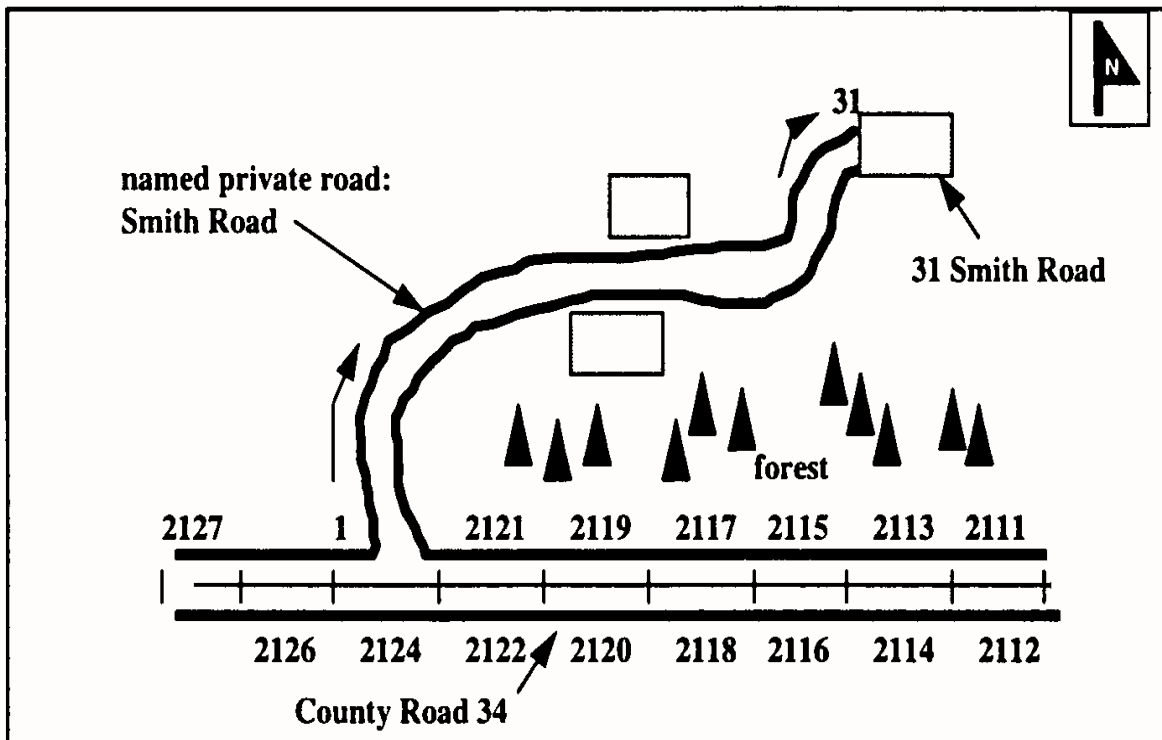 N
31
named private road:
Smith Road
31 Smith Road
forest
2127 1 2121 2119 2117 2115 2113 2111
2126 2124 2122 2120 2118 2116 2114 2112
County Road 34